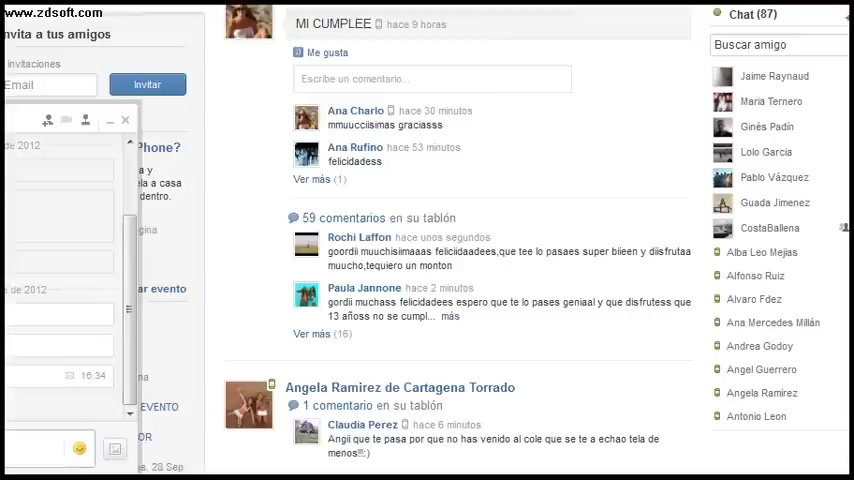 www.zdsoft.com
nvita a tus amigos
invitaciones
Email
Invitar
de 2012
Phone?
a y
ela a casa
dentro.
gina
de 2012
ar evento
16:34
na
EVENTO
OR
es, 28 Sep
MI CUMPLEE hace 9 horas
Me gusta
Escribe un comentario...
Ana Charlo hace 30 minutos
mmuucciisimas graciasss
Ana Rufino hace 53 minutos
felicidadess
Ver más (1)
59 comentarios en su tablón
Rochi Laffon hace unos segundos
goordii muuchisiimaaas feliciidaadees,que tee lo pasaes super biieen y diisfrutaa
muucho,tequiero un monton
Paula Jannone hace 2 minutos
gordii muchass felicidadees espero que te lo pases geniaal y que disfrutess que
13 añoss no se cumpl... más
Ver más (16)
Angela Ramirez de Cartagena Torrado
1 comentario en su tablón
Claudia Perez hace 6 minutos
Angii que te pasa por que no has venido al cole que se te a echao tela de
menos!!:)
Chat (87)
Buscar amigo
Jaime Raynaud
Maria Ternero
Ginés Padín
Lolo Garcia
Pablo Vázquez
Guada Jimenez
CostaBallena
Alba Leo Mejias
Alfonso Ruiz
Alvaro Fdez
Ana Mercedes Millán
Andrea Godoy
Angel Guerrero
Angela Ramirez
Antonio Leon